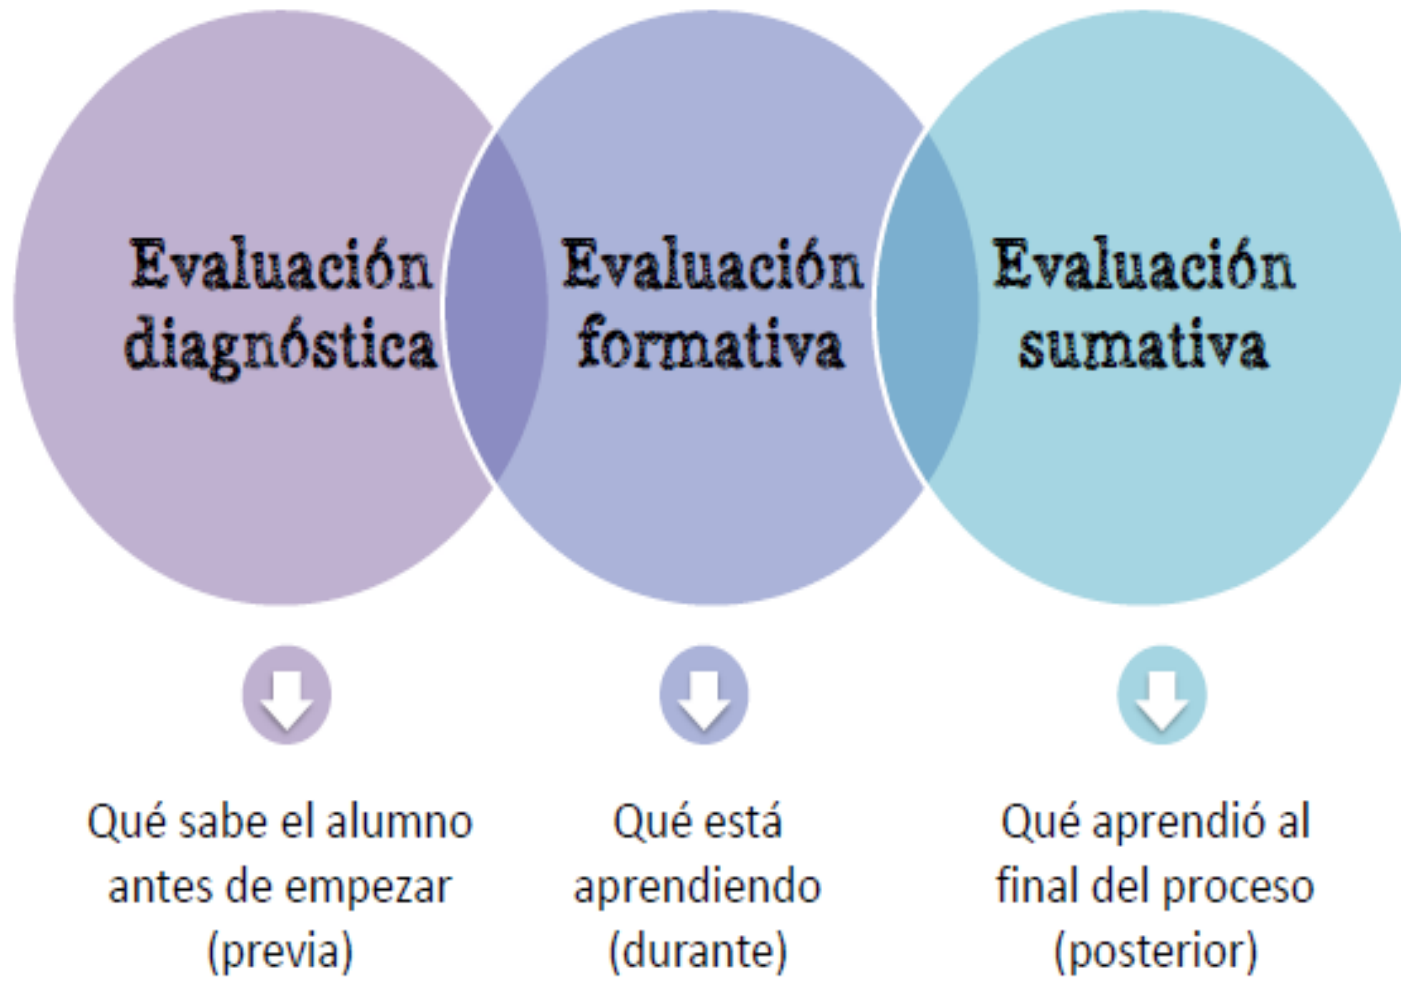 Evaluación
diagnóstica
Evaluación
formativa
Evaluación
sumativa
Qué sabe el alumno
antes de empezar
(previa)
Qué está
aprendiendo
(durante)
Qué aprendió al
final del proceso
(posterior)